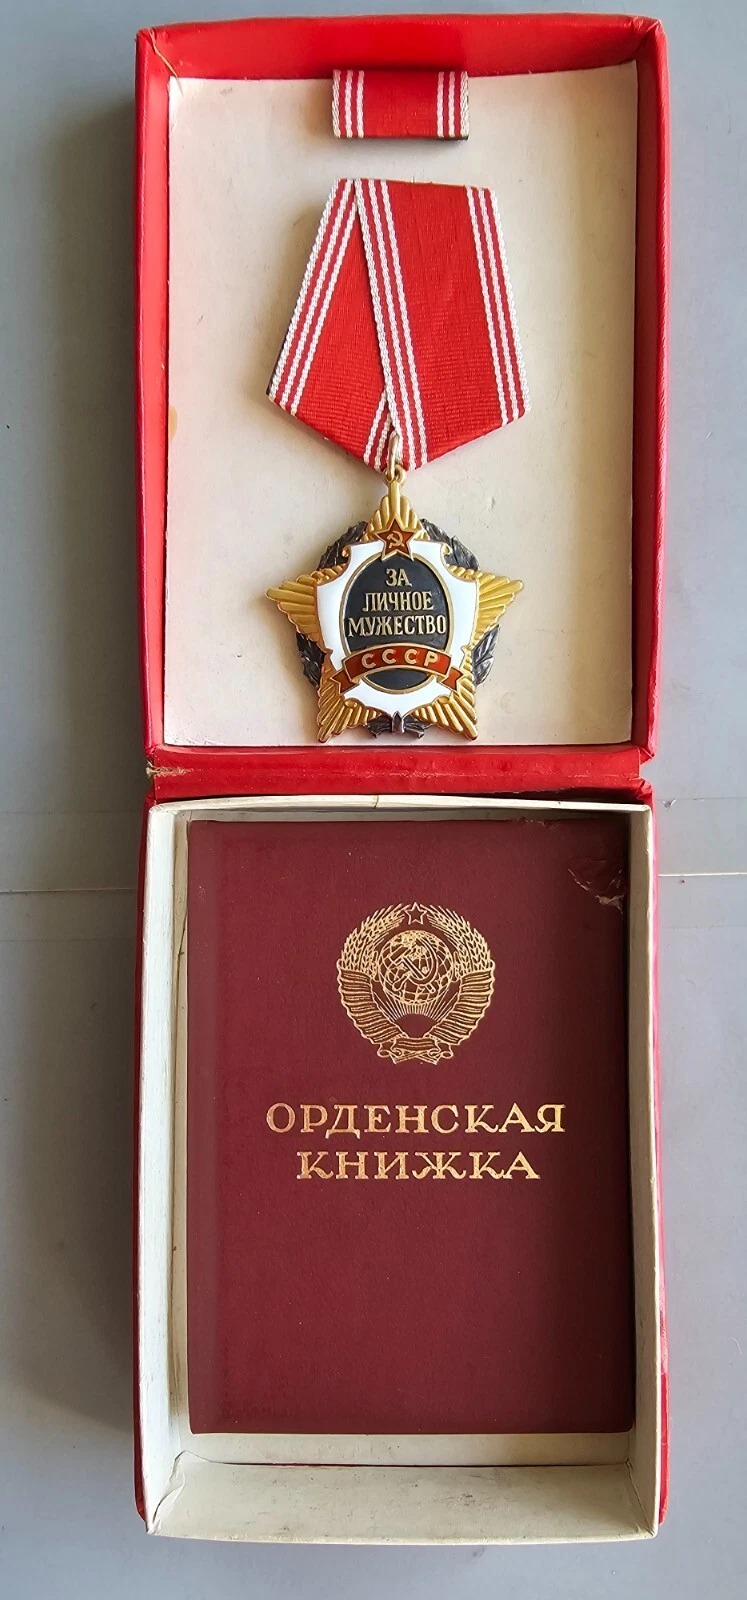 ЗА
ЛИЧНОЕ
МУЖЕСТВО
СССР
ОРДЕНСКАЯ
КНИЖКА